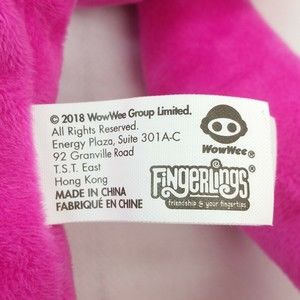 © 2018 WowWee Group Limited.
All Rights Reserved.
Energy Plaza, Suite 301A-C
92 Granville Road
T.S.T. East
Hong Kong
MADE IN CHINA
FABRIQUÉ EN CHINE
WowWee
FiNGERLiNGS
friendship @ your fingertips